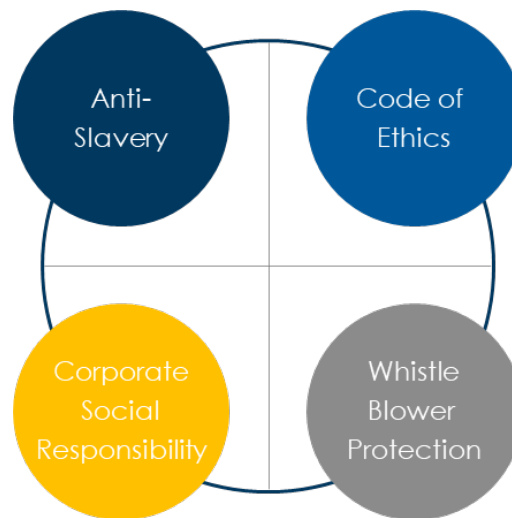 Anti-
Slavery
Code of
Ethics
Corporate
Social
Responsibility
Whistle
Blower
Protection